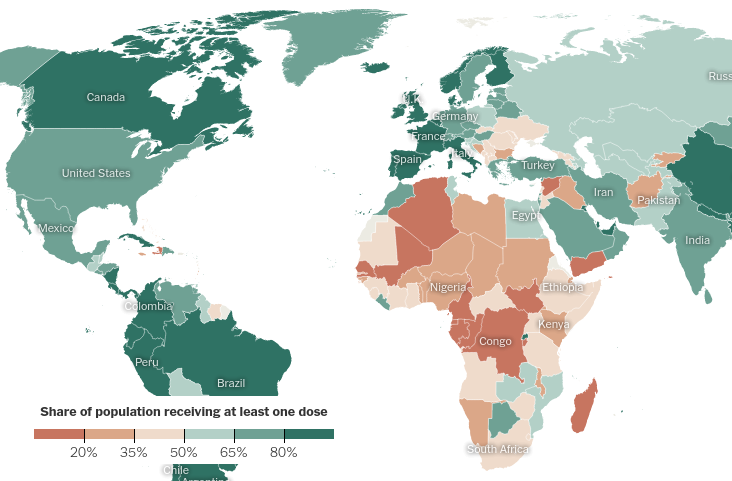 Russ
Canada
U.K.
Germany
France
Italy
Spain
Turkey
United States
Iran
Pakistan
Mexico
Egypt
India
Nigeria
Ethiopia
Colombia
Kenya
Congo
Peru
Brazil
Share of population receiving at least one dose
20% 35% 50% 65% 80%
South Africa
Chile
Argentina